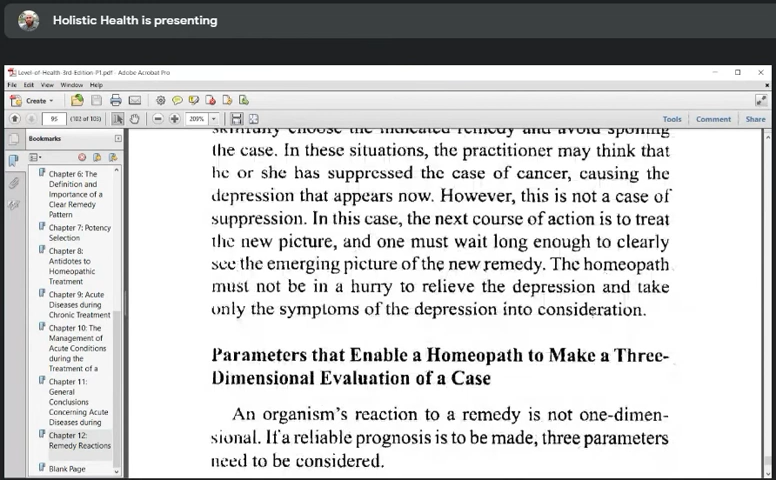 Holistic Health is presenting
Level-of-Health-3rd-Edition-P1.pdf - Adobe Acrobat Pro
File Edit View Window Help
Create
95 (102 of 103) 200%
Tools Comment Share
Bookmarks
Chapter 6: The
Definition and
Importance of a
Clear Remedy
Pattern
Chapter 7: Potency
Selection
Chapter 8:
Antidotes to
Homeopathic
Treatment
Chapter 9: Acute
Diseases during
Chronic Treatment
Chapter 10: The
Management of
Acute Conditions
during the
Treatment of a
Chapter 11:
General
Conclusions
Concerning Acute
Diseases during
Chapter 12:
Remedy Reactions
Blank Page
skilfully choose the indicated remedy and avoid spoiling
the case. In these situations, the practitioner may think that
he or she has suppressed the case of cancer, causing the
depression that appears now. However, this is not a case of
suppression. In this case, the next course of action is to treat
the new picture, and one must wait long enough to clearly
see the emerging picture of the new remedy. The homeopath
must not be in a hurry to relieve the depression and take
only the symptoms of the depression into consideration.
Parameters that Enable a Homeopath to Make a Three-
Dimensional Evaluation of a Case
An organism's reaction to a remedy is not one-dimen-
sional. If a reliable prognosis is to be made, three parameters
need to be considered.